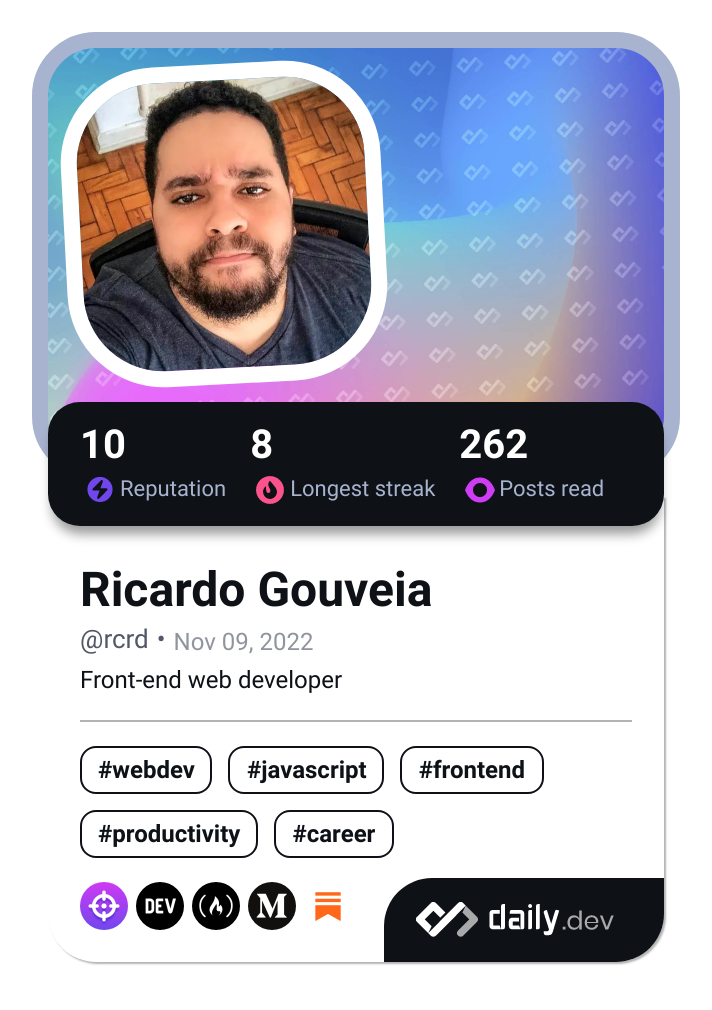 10 8 262
Reputation Longest streak Posts read
Ricardo Gouveia
@rcrd • Nov 09, 2022
Front-end web developer
#webdev #javascript #frontend
#productivity #career
DEV M daily.dev